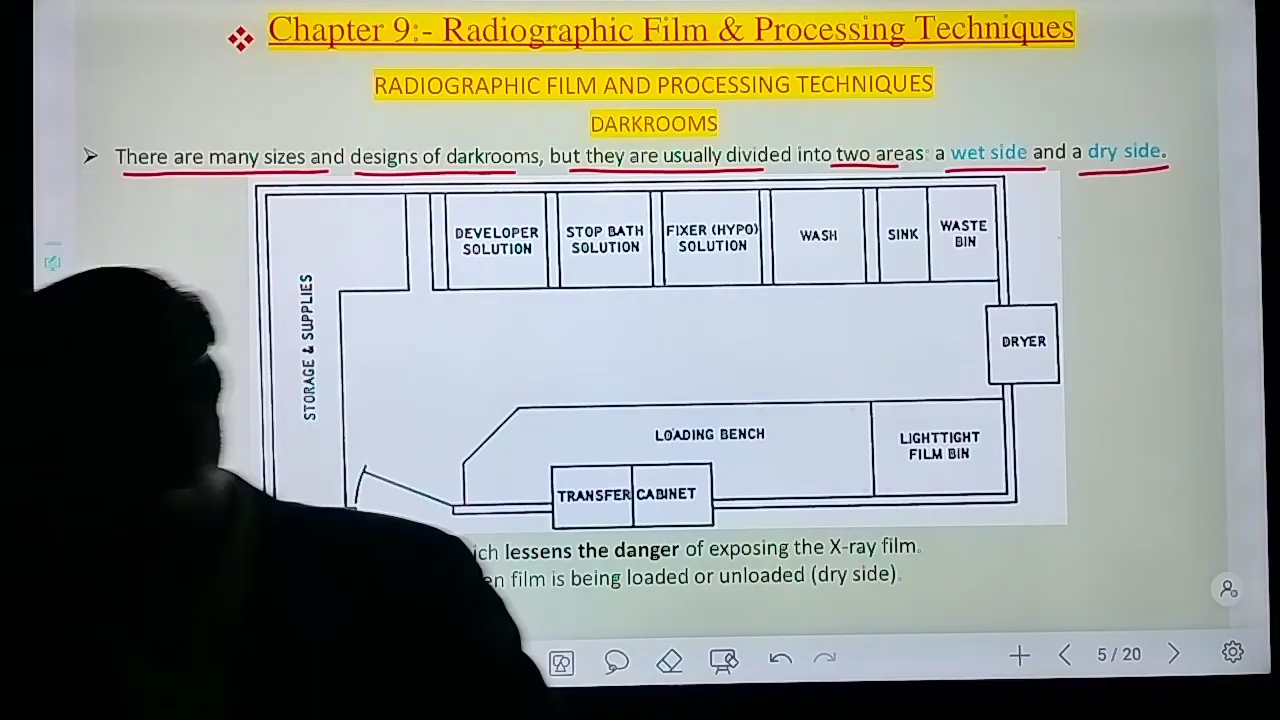 Chapter 9:- Radiographic Film & Processing Techniques
RADIOGRAPHIC FILM AND PROCESSING TECHNIQUES
DARKROOMS
There are many sizes and designs of darkrooms, but they are usually divided into two areas: a wet side and a dry side.
DEVELOPER
SOLUTION
STOP BATH
SOLUTION
FIXER (HYPO)
SOLUTION
WASH
SINK
WASTE
BIN
STORAGE & SUPPLIES
DRYER
LOADING BENCH
LIGHTTIGHT
FILM BIN
TRANSFER CABINET
lessens the danger of exposing the X-ray film.
film is being loaded or unloaded (dry side).
5 / 20